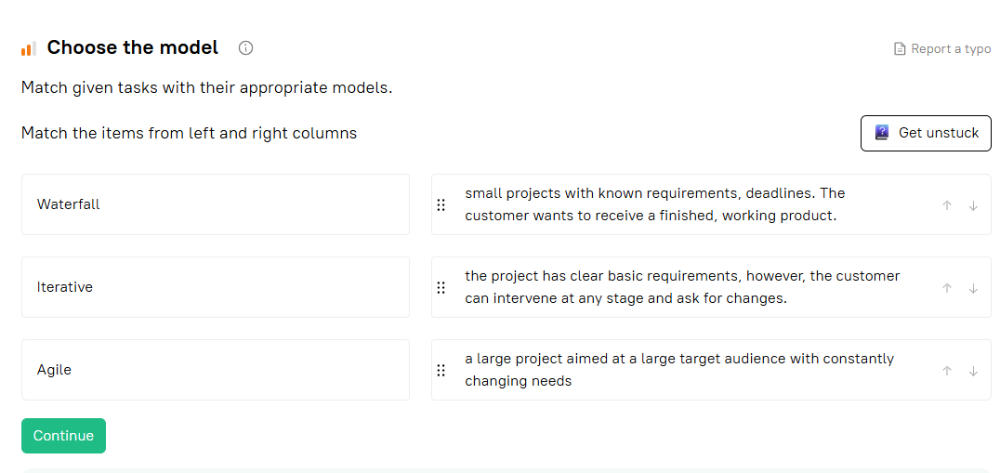 Choose the model
Report a typo
Match given tasks with their appropriate models.
Match the items from left and right columns
Get unstuck
Waterfall
small projects with known requirements, deadlines. The
customer wants to receive a finished, working product.
Iterative
the project has clear basic requirements, however, the customer
can intervene at any stage and ask for changes.
Agile
a large project aimed at a large target audience with constantly
changing needs
Continue